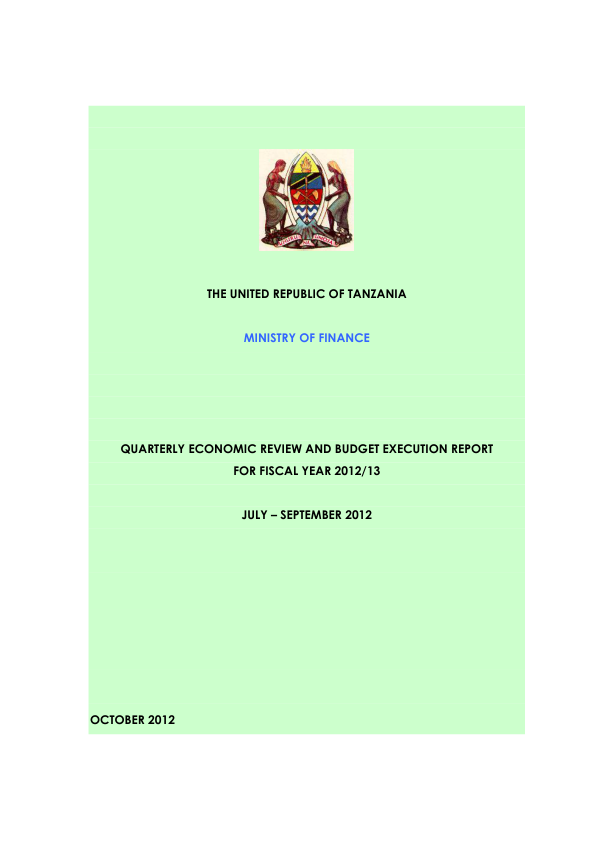 THE UNITED REPUBLIC OF TANZANIA
MINISTRY OF FINANCE
QUARTERLY ECONOMIC REVIEW AND BUDGET EXECUTION REPORT
FOR FISCAL YEAR 2012/13
JULY – SEPTEMBER 2012
OCTOBER 2012